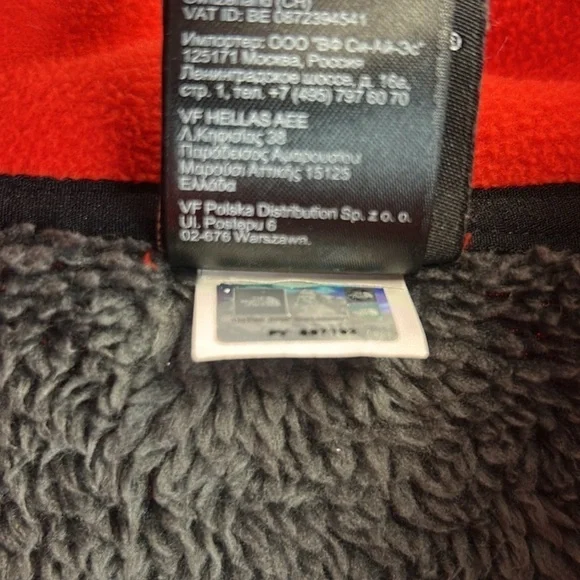 Switzerland (CH)
VAT ID: BE 0872394541
Импортер: ООО "ВФ Си-Ай-Эс"
125171 Москва, Россия
Ленинградское шоссе, д. 16а,
стр. 1, тел. +7 (495) 797 60 70
VF HELLAS AEE
Λ.Κηφισίας 38
Παράδεισος Αμαρουσίου
Μαρούσι Αττικής 15125
Ελλάδα
VF Polska Distribution Sp. z o. o.
Ul. Postępu 6
02-676 Warszawa.
9